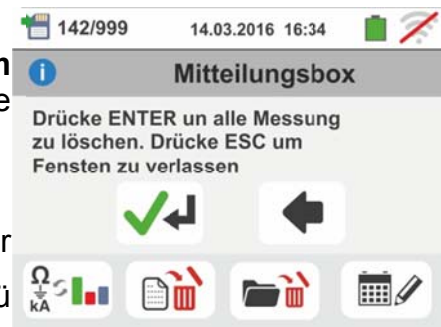 142/999 14.03.2016 16:34
n
i Mitteilungsbox
e
Drücke ENTER un alle Messung
zu löschen. Drücke ESC um
Fensten zu verlassen
r
Ω
kA
ü